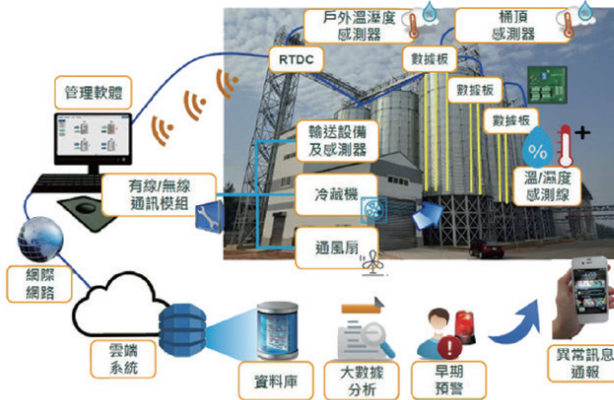 戶外溫溼度
感測器
桶頂
感測器
RTDC
數據板
數據板
數據板
管理軟體
輸送設備
及感測器
%
+
溫/濕度
感測線
有線/無線
通訊模組
冷藏機
通風扇
網際
網路
雲端
系統
資料庫
大數據
分析
早期
預警
異常訊息
通報